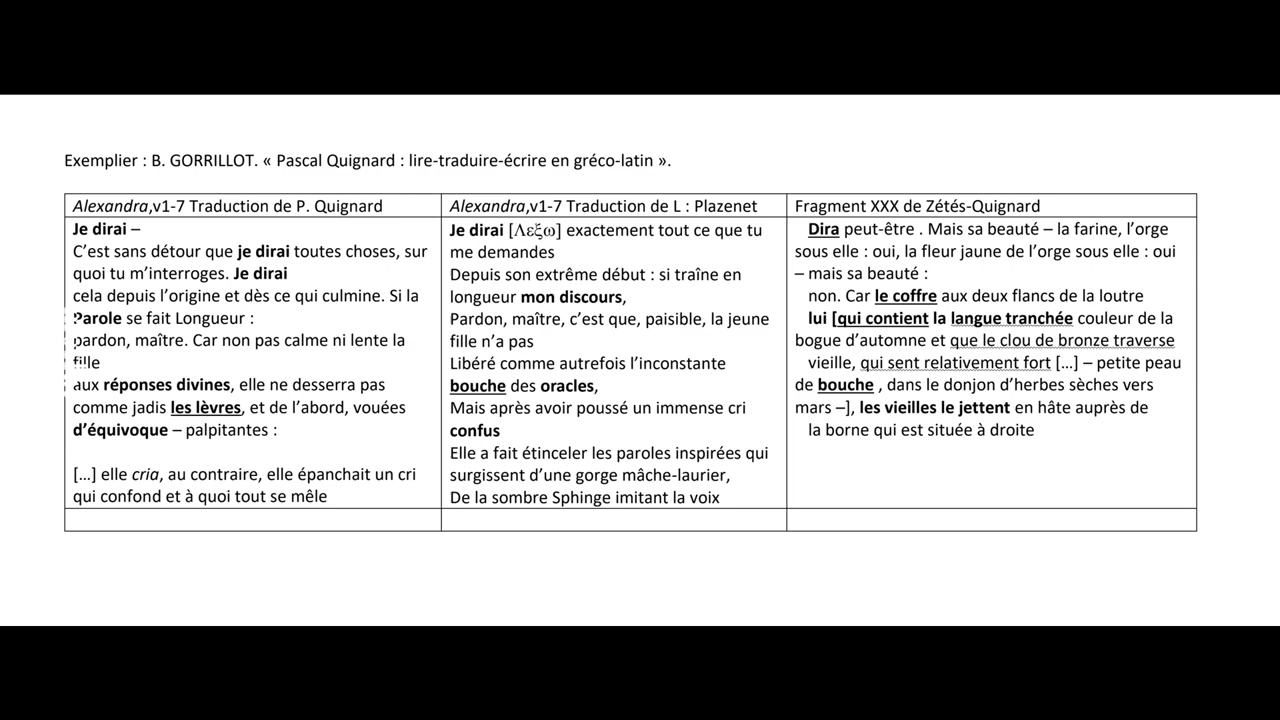 Exemplier : B. GORRILLOT. « Pascal Quignard : lire-traduire-écrire en gréco-latin ».
Alexandra,v1-7 Traduction de P. Quignard
Je dirai –
C’est sans détour que je dirai toutes choses, sur
quoi tu m’interroges. Je dirai
cela depuis l’origine et dès ce qui culmine. Si la
Parole se fait Longueur :
pardon, maître. Car non pas calme ni lente la
fille
aux réponses divines, elle ne desserra pas
comme jadis les lèvres, et de l’abord, vouées
d’équivoque – palpitantes :
[…] elle cria, au contraire, elle épanchait un cri
qui confond et à quoi tout se mêle
Alexandra,v1-7 Traduction de L : Plazenet
Je dirai [Λεξω] exactement tout ce que tu
me demandes
Depuis son extrême début : si traîne en
longueur mon discours,
Pardon, maître, c’est que, paisible, la jeune
fille n’a pas
Libéré comme autrefois l’inconstante
bouche des oracles,
Mais après avoir poussé un immense cri
confus
Elle a fait étinceler les paroles inspirées qui
surgissent d’une gorge mâche-laurier,
De la sombre Sphinge imitant la voix
Fragment XXX de Zétés-Quignard
Dira peut-être . Mais sa beauté – la farine, l’orge
sous elle : oui, la fleur jaune de l’orge sous elle : oui
– mais sa beauté :
non. Car le coffre aux deux flancs de la loutre
lui [qui contient la langue tranchée couleur de la
bogue d’automne et que le clou de bronze traverse
vieille, qui sent relativement fort […] – petite peau
de bouche , dans le donjon d’herbes sèches vers
mars –], les vieilles le jettent en hâte auprès de
la borne qui est située à droite